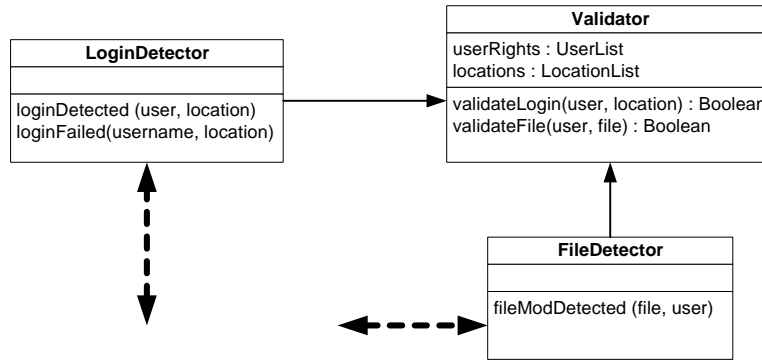 LoginDetector
loginDetected (user, location)
loginFailed(username, location)
Validator
userRights : UserList
locations : LocationList
validateLogin(user, location) : Boolean
validateFile(user, file) : Boolean
FileDetector
fileModDetected (file, user)